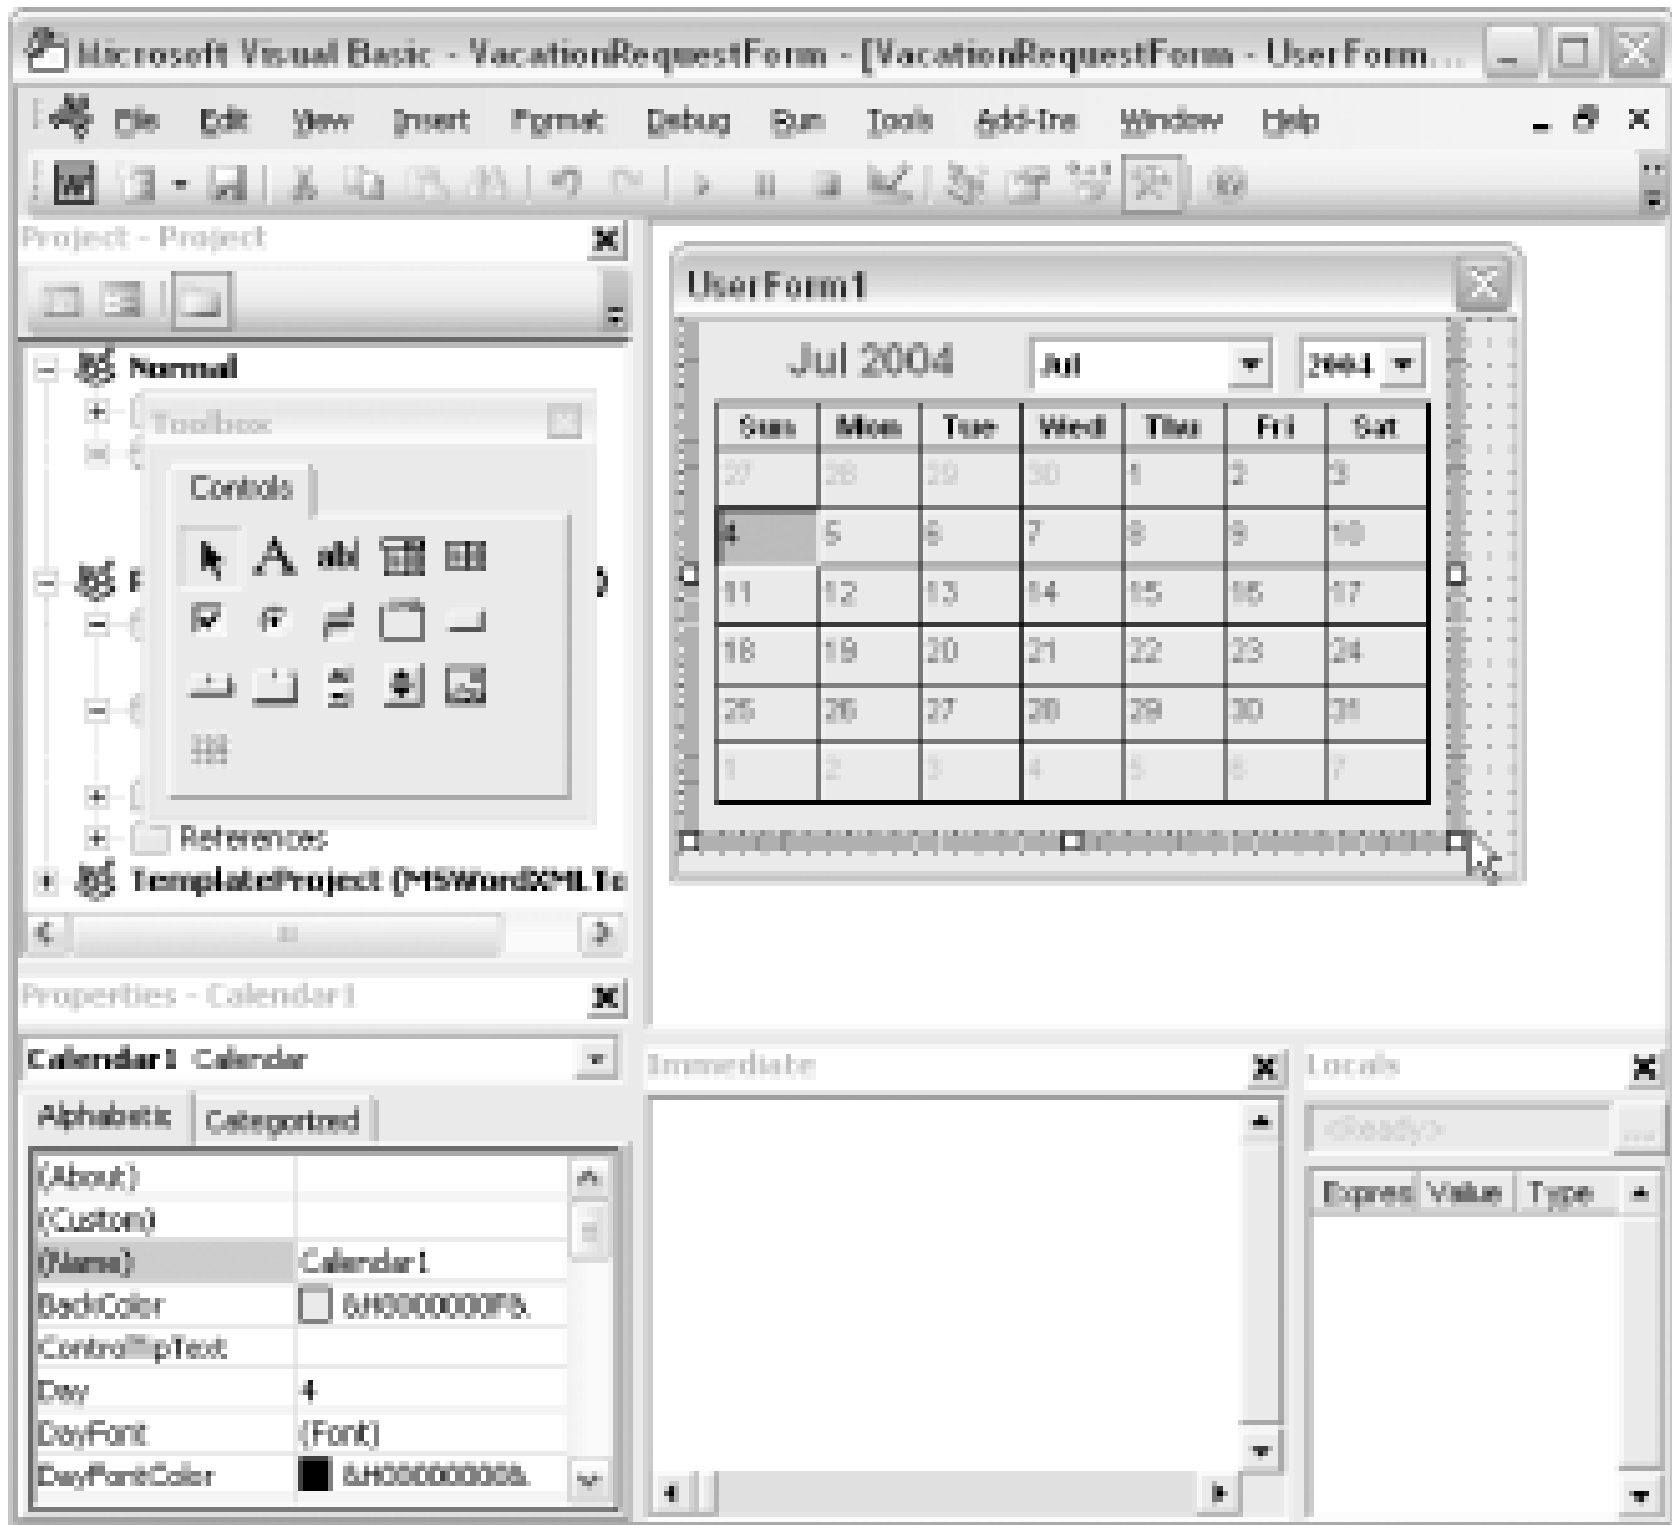 Microsoft Visual Basic - VacationRequestForm - [VacationRequestForm - UserForm...
File Edit View Insert Format Debug Run Tools Add-Ins Window Help
Project - Project
Normal
Toolbox
Controls
References
TemplateProject (MSWordXMLTo
UserForm1
Jul 2004 Jul 2004
Sun Mon Tue Wed Thu Fri Sat
27 28 29 30 1 2 3
4 5 6 7 8 9 10
11 12 13 14 15 16 17
18 19 20 21 22 23 24
25 26 27 28 29 30 31
1 2 3 4 5 6 7
Properties - Calendar1
Calendar1 Calendar
Alphabetic Categorized
(About)
(Custom)
(Name) Calendar1
BackColor &H8000000F&
ControlTipText
Day 4
DayFont (Font)
DayFontColor &H00000000&
Immediate
Locals
<Ready> ...
Expres Value Type